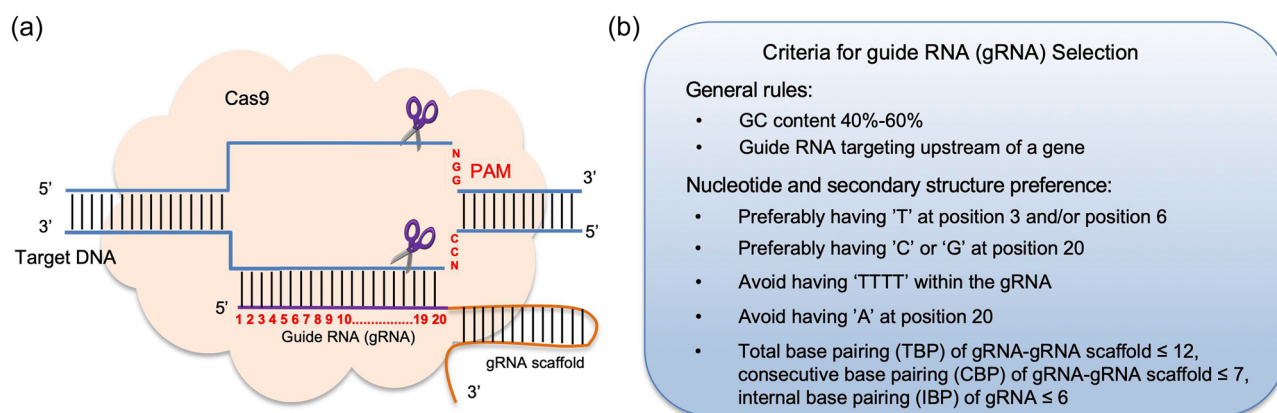 (a)
Cas9
N
G
G
PAM
5’
3’
3’
5’
C
C
N
Target DNA
5’
1 2 3 4 5 6 7 8 9 10.................19 20
Guide RNA (gRNA)
gRNA scaffold
3’
(b)
Criteria for guide RNA (gRNA) Selection
General rules:
• GC content 40%-60%
• Guide RNA targeting upstream of a gene
Nucleotide and secondary structure preference:
• Preferably having ’T’ at position 3 and/or position 6
• Preferably having ’C’ or ‘G’ at position 20
• Avoid having ‘TTTT’ within the gRNA
• Avoid having ’A’ at position 20
• Total base pairing (TBP) of gRNA-gRNA scaffold ≤ 12,
consecutive base pairing (CBP) of gRNA-gRNA scaffold ≤ 7,
internal base pairing (IBP) of gRNA ≤ 6